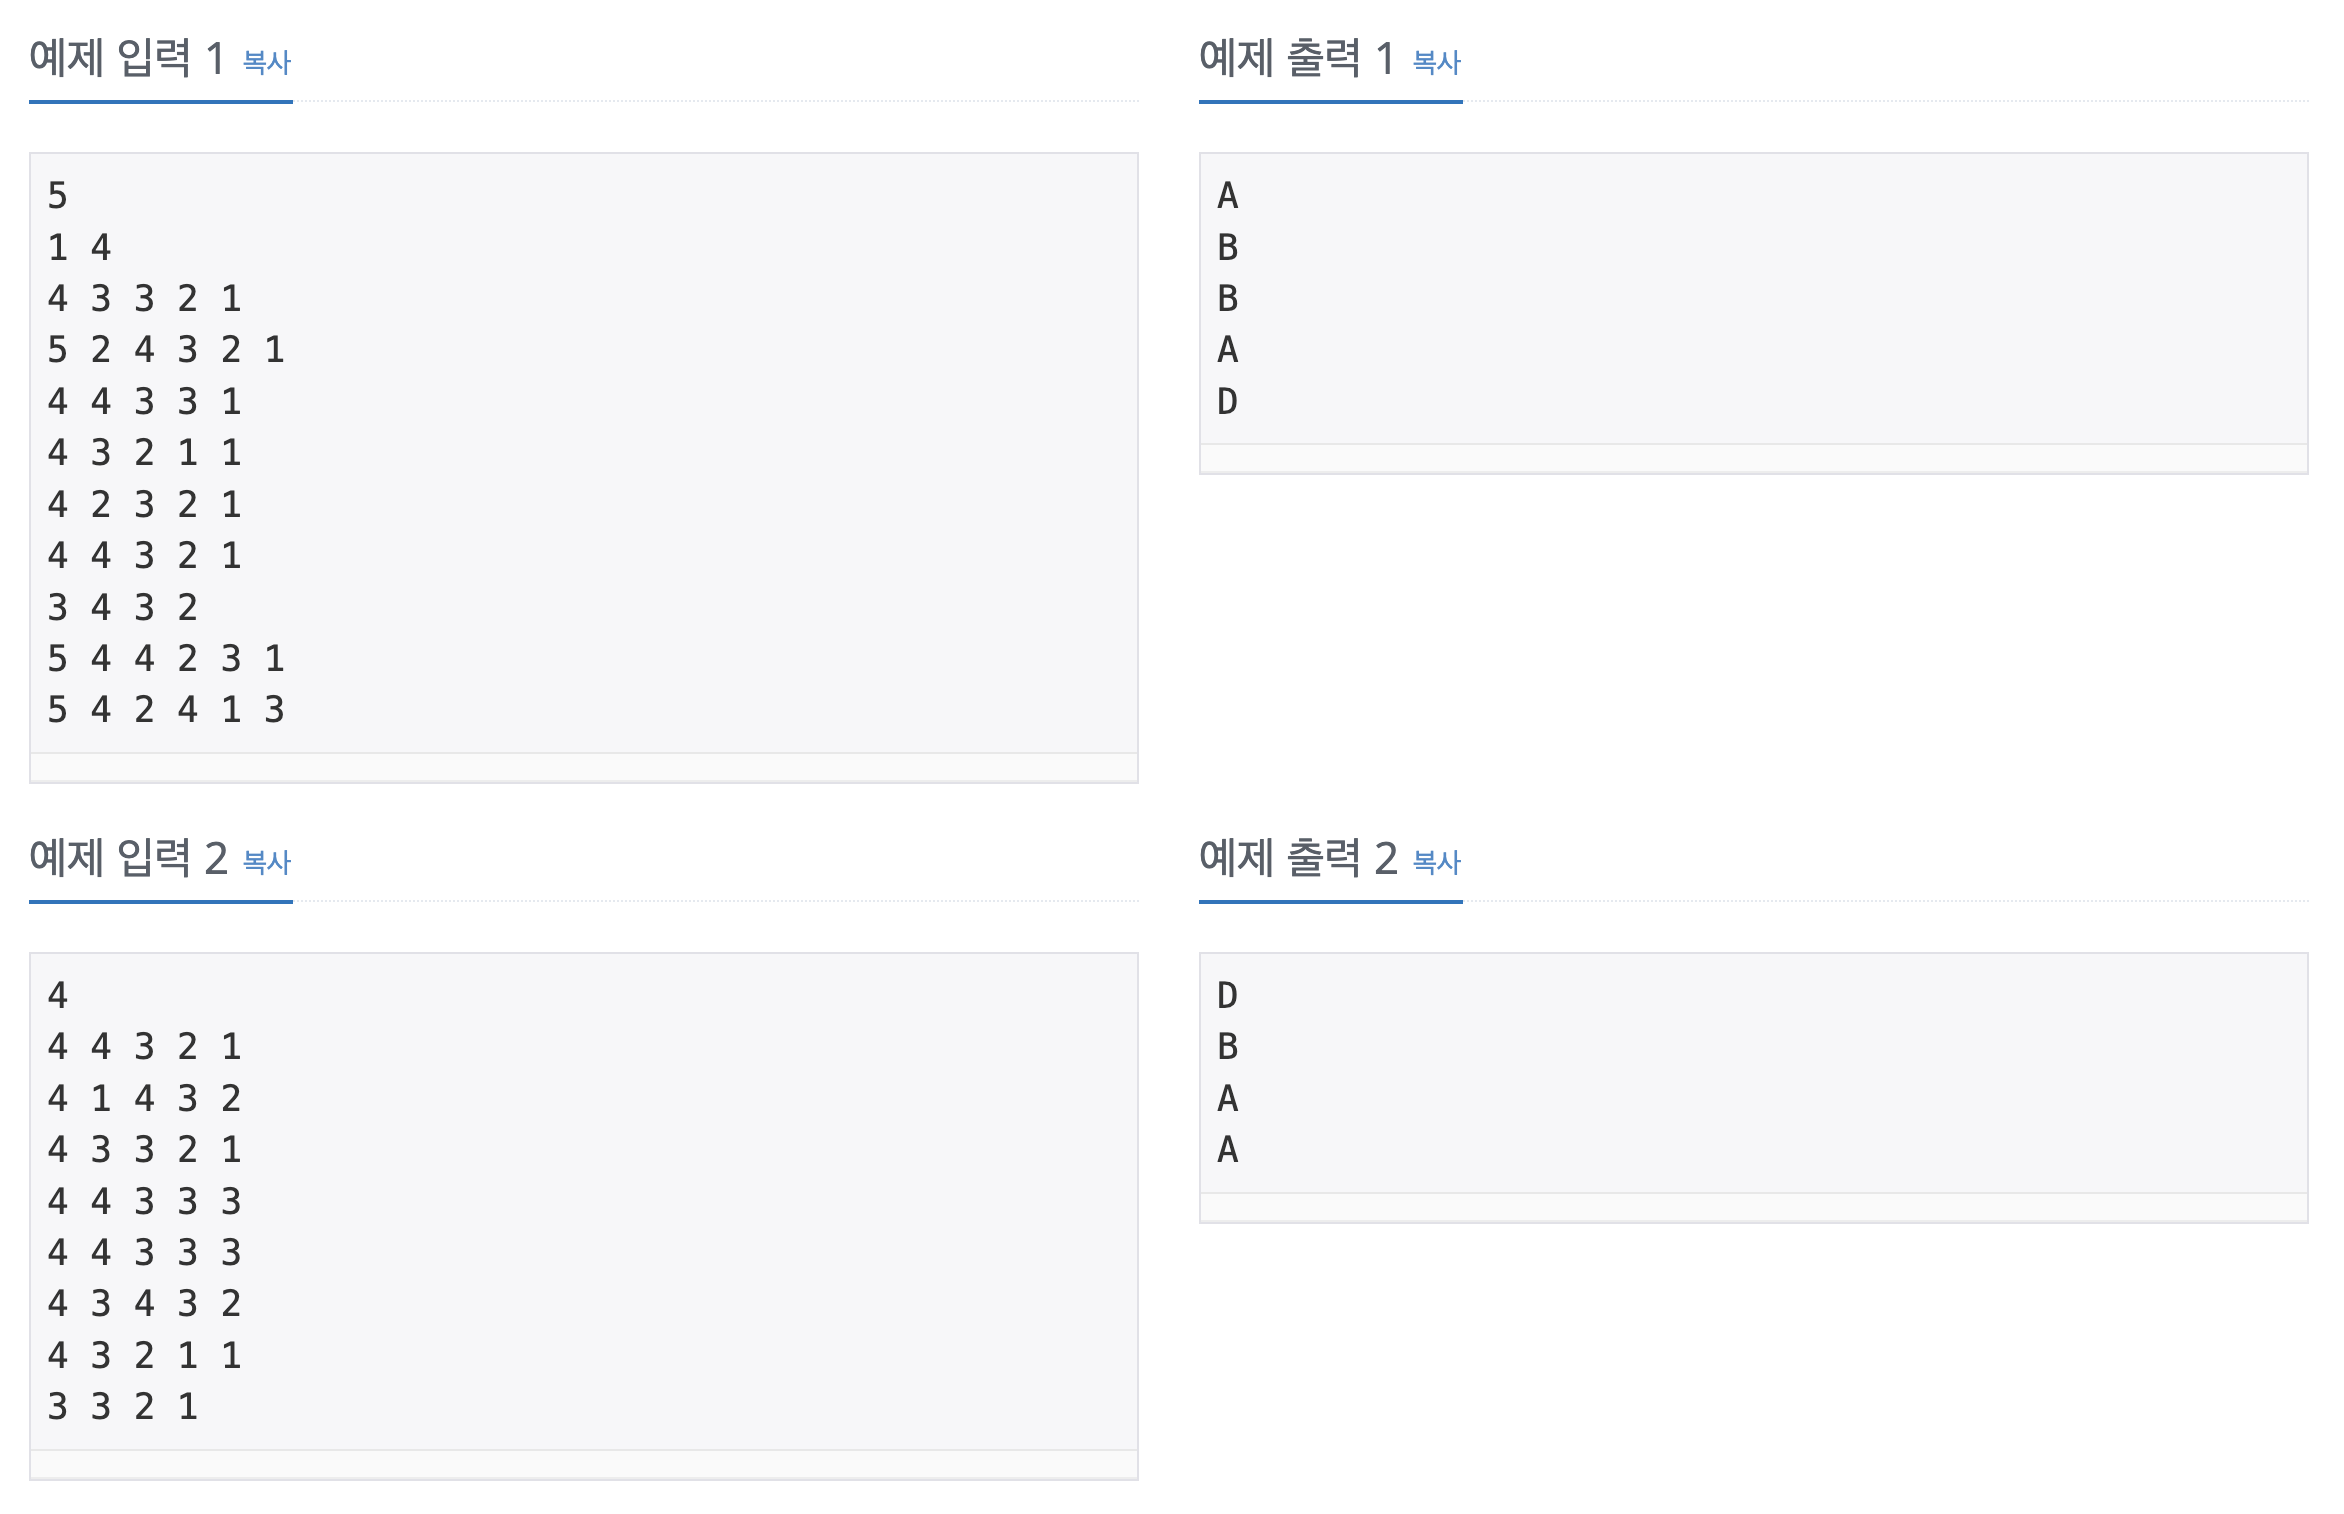 예제 입력 1 복사
5
1 4
4 3 3 2 1
5 2 4 3 2 1
4 4 3 3 1
4 3 2 1 1
4 2 3 2 1
4 4 3 2 1
3 4 3 2
5 4 4 2 3 1
5 4 2 4 1 3
예제 출력 1 복사
A
B
B
A
D
예제 입력 2 복사
4
4 4 3 2 1
4 1 4 3 2
4 3 3 2 1
4 4 3 3 3
4 4 3 3 3
4 3 4 3 2
4 3 2 1 1
3 3 2 1
예제 출력 2 복사
D
B
A
A